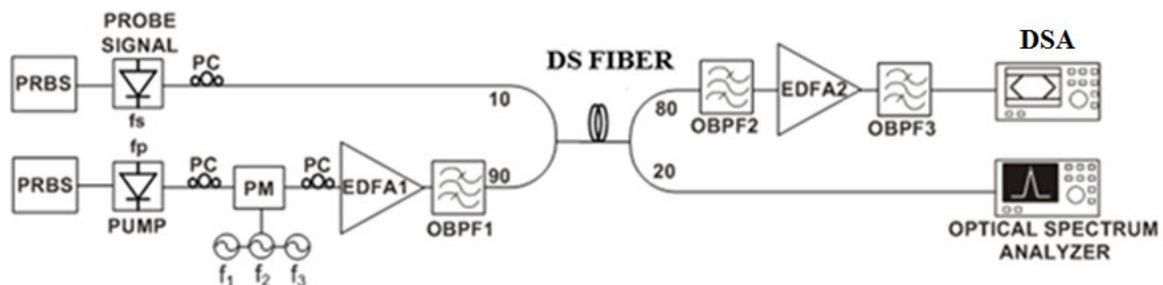 PROBE
SIGNAL
PRBS
PC
fs
10
DS FIBER
80
OBPF2
EDFA2
OBPF3
DSA
fp
PRBS
PUMP
PC
PM
PC
EDFA1
OBPF1
90
f1 f2 f3
20
OPTICAL SPECTRUM
ANALYZER